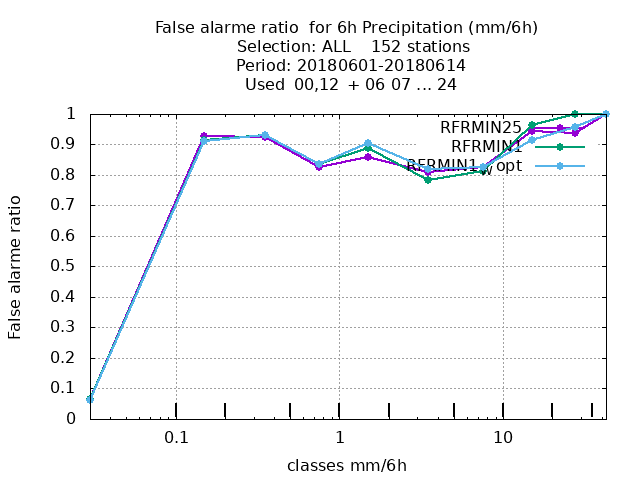 False alarme ratio for 6h Precipitation (mm/6h)
Selection: ALL 152 stations
Period: 20180601-20180614
Used 00,12 + 06 07 ... 24
RFRMIN25
RFRMIN1
RFRMIN1_w_opt
1
0.9
0.8
0.7
0.6
0.5
0.4
0.3
0.2
0.1
0
False alarme ratio
0.1 1 10
classes mm/6h